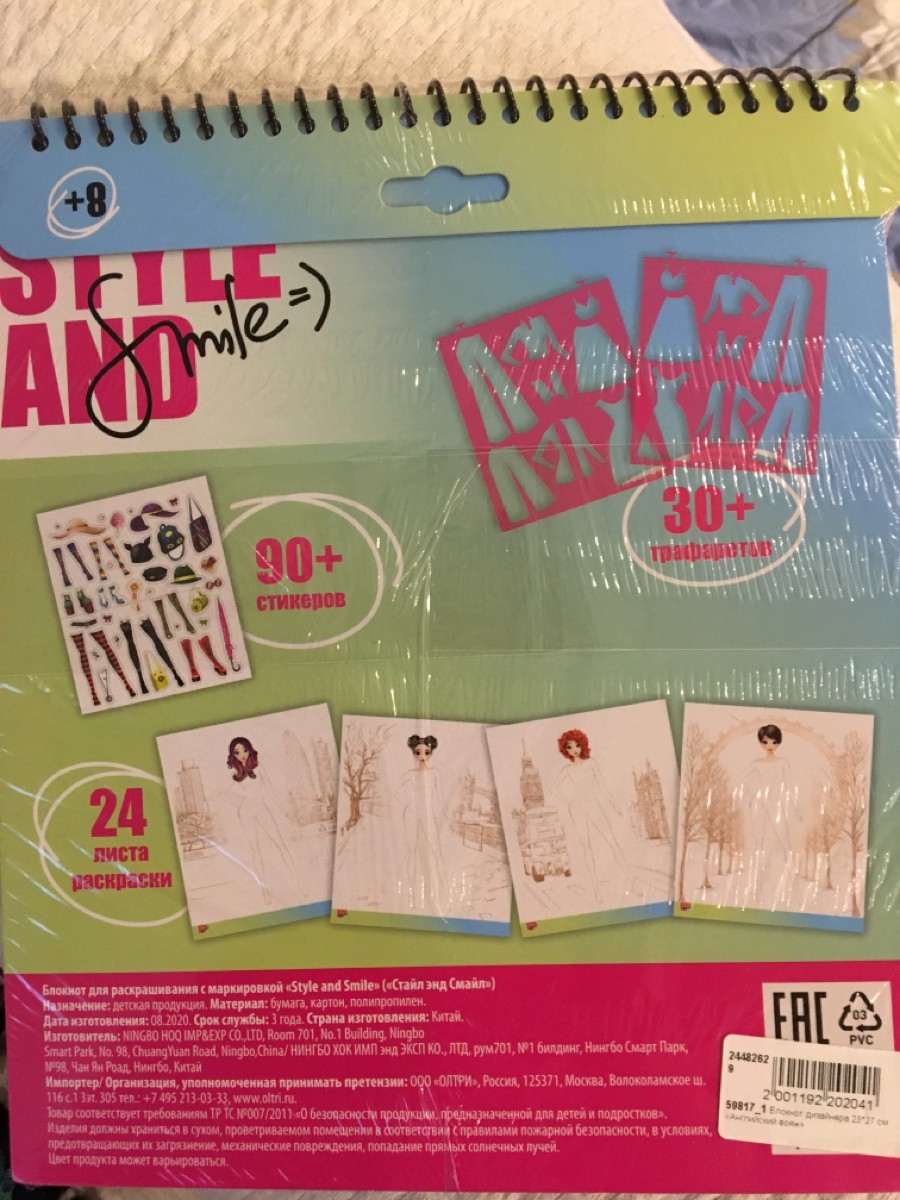 +8
STYLE
AND
Smile=)
30+
трафаретов
90+
стикеров
24
листа
раскраски
Блокнот для раскрашивания с маркировкой «Style and Smile» («Стайл энд Смайл»)
Назначение: детская продукция. Материал: бумага, картон, полипропилен.
Дата изготовления: 08.2020. Срок службы: 3 года. Страна изготовления: Китай.
Изготовитель: NINGBO HOQ IMP&EXP CO.,LTD, Room 701, No.1 Building, Ningbo
Smart Park, No. 98, ChuangYuan Road, Ningbo,China/ НИНГБО ХОК ИМП энд ЭКСП КО., ЛТД, рум701, №1 билдинг, Нингбо Смарт Парк,
№98, Чан Ян Роад, Нингбо, Китай
Импортер/ Организация, уполномоченная принимать претензии: ООО «ОЛТРИ», Россия, 125371, Москва, Волоколамское ш.
116 с.1 3эт. 305 тел.: +7 495 213-03-33, www.oltri.ru.
Товар соответствует требованиям ТР ТС №007/2011 «О безопасности продукции, предназначенной для детей и подростков».
Изделия должны храниться в сухом, проветриваемом помещении в соответствии с правилами пожарной безопасности, в условиях,
предотвращающих их загрязнение, механические повреждения, попадание прямых солнечных лучей.
Цвет продукта может варьироваться.
EAC
03
PVC
2448262
9
2 001192 202041
59817_1 Блокнот дизайнера 23*27 см
«Английский вояж»